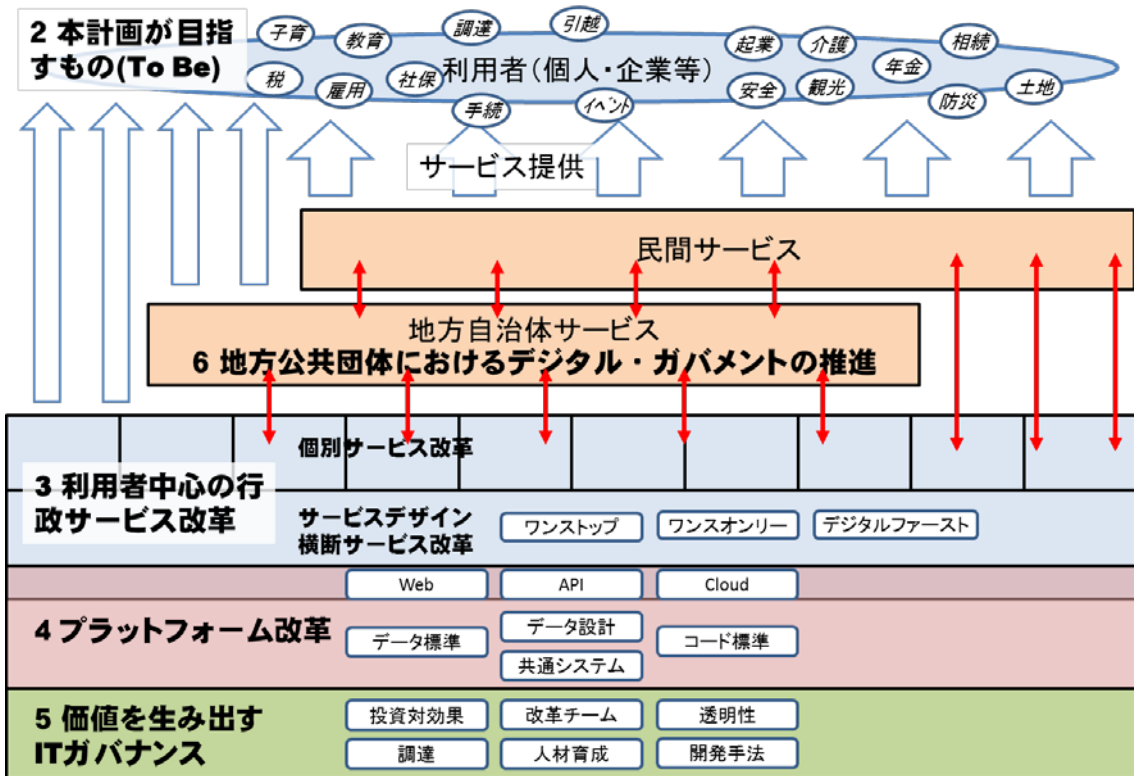 2 本計画が目指
すもの(To Be)
子育
教育
調達
引越
起業
介護
相続
利用者(個人・企業等)
税
雇用
社保
手続
イベント
安全
観光
年金
防災
土地
サービス提供
民間サービス
地方自治体サービス
6 地方公共団体におけるデジタル・ガバメントの推進
個別サービス改革
3 利用者中心の行
政サービス改革
サービスデザイン
横断サービス改革
ワンストップ
ワンスオンリー
デジタルファースト
Web
API
Cloud
4 プラットフォーム改革
データ標準
データ設計
コード標準
共通システム
5 価値を生み出す
ITガバナンス
投資対効果
改革チーム
透明性
調達
人材育成
開発手法